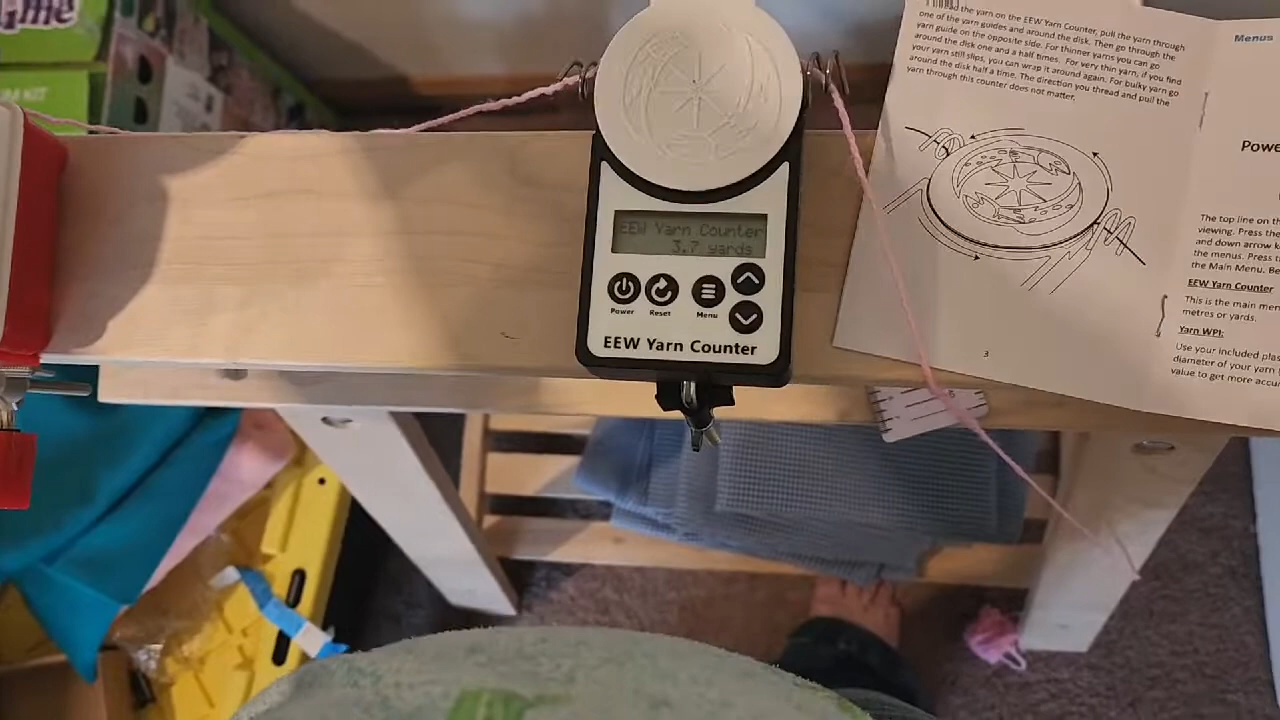 ime
KIT
the yarn on the EEW Yarn Counter, pull the yarn through
one of the yarn guides and around the disk. Then go through the
yarn guide on the opposite side. For thinner yarns you can go
around the disk one and a half times. For very thin yarn, if you find
your yarn still slips, you can wrap it around again. For bulky yarn go
around the disk half a time. The direction you thread and pull the
yarn through this counter does not matter.
3
Menus
Powe
The top line on th
viewing. Press the
and down arrow
the menus. Press t
the Main Menu. Be
EEW Yarn Counter
This is the main men
metres or yards.
Yarn WPI:
Use your included plas
diameter of your yarn
value to get more accur
EEW Yarn Counter
3.7 yards
Power
Reset
Menu
EEW Yarn Counter